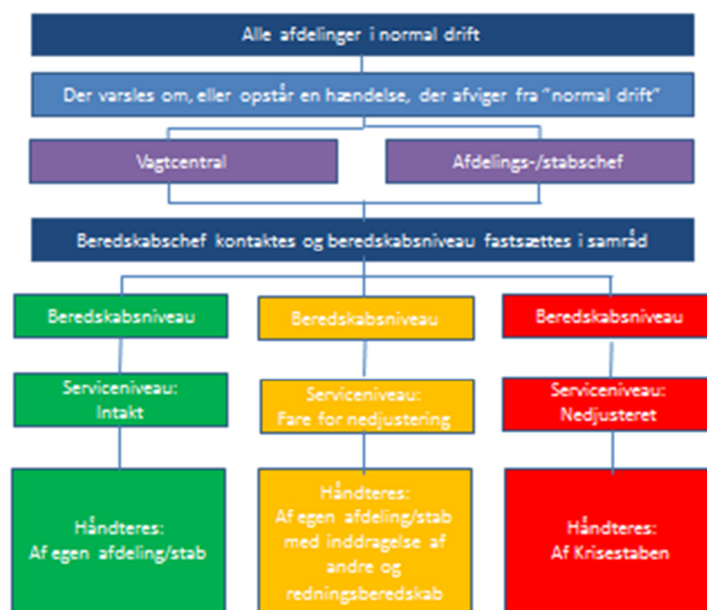 Alle afdelinger i normal drift
Der varsles om, eller opstår en hændelse, der afviger fra "normal drift"
Vagtcentral
Afdelings-/stabschef
Beredskabschef kontaktes og beredskabsniveau fastsættes i samråd
Beredskabsniveau
Beredskabsniveau
Beredskabsniveau
Serviceniveau:
Intakt
Serviceniveau:
Fare for nedjustering
Serviceniveau:
Nedjusteret
Håndteres:
Af egen afdeling/stab
Håndteres:
Af egen afdeling/stab
med inddragelse af
andre og
redningsberedskab
Håndteres:
Af Krisestaben